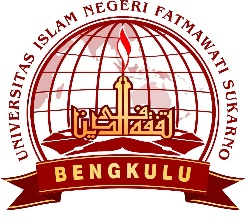 UNIVERSITAS ISLAM NEGERI FATMAWATI SUKARNO
BENGKULU